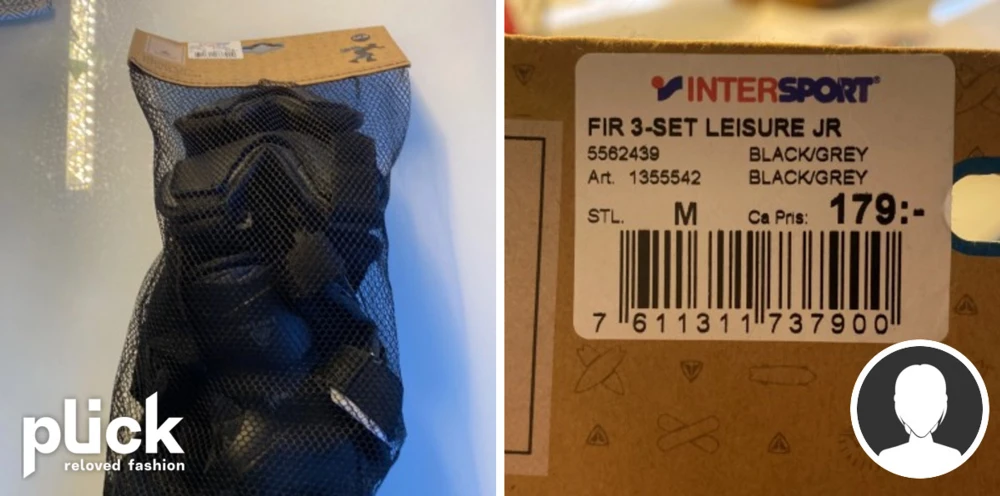 plick
reloved fashion
INTERSPORT®
FIR 3-SET LEISURE JR
5562439 BLACK/GREY
Art. 1355542 BLACK/GREY
STL. M Ca Pris: 179:-
7 611311 737900